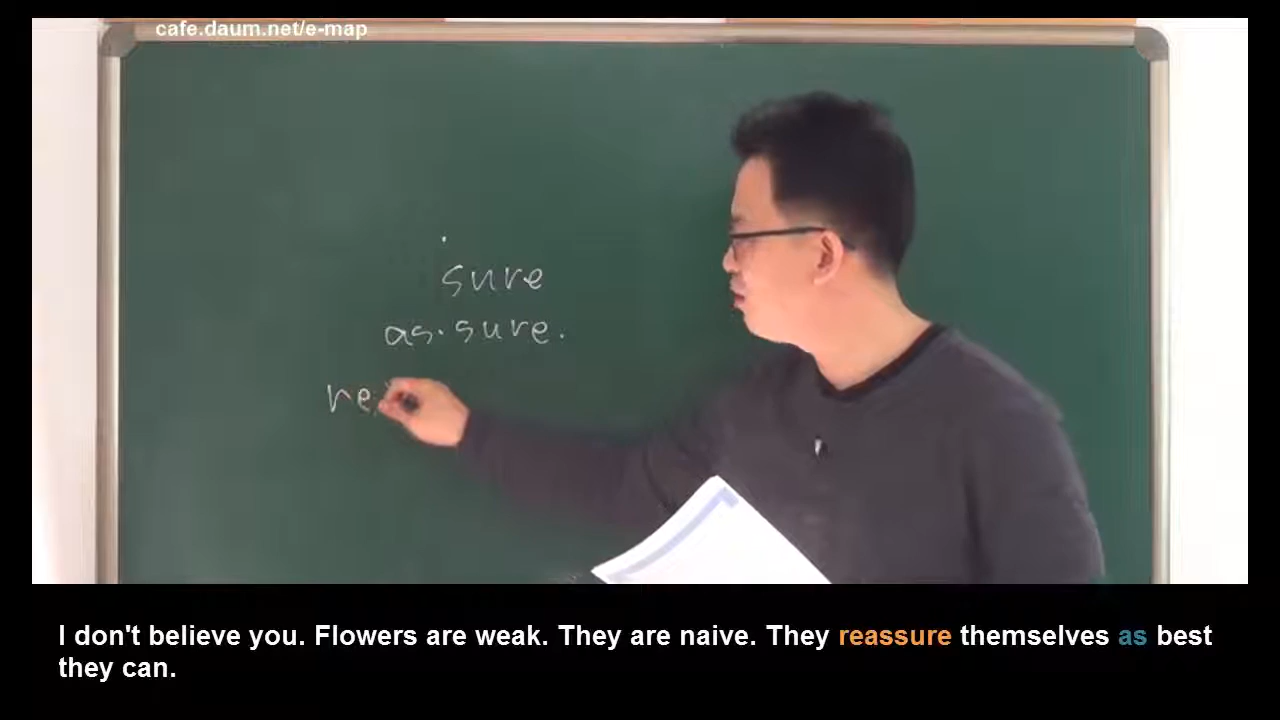 cafe.daum.net/e-map
sure
as·sure.
re
I don't believe you. Flowers are weak. They are naive. They reassure themselves as best
they can.